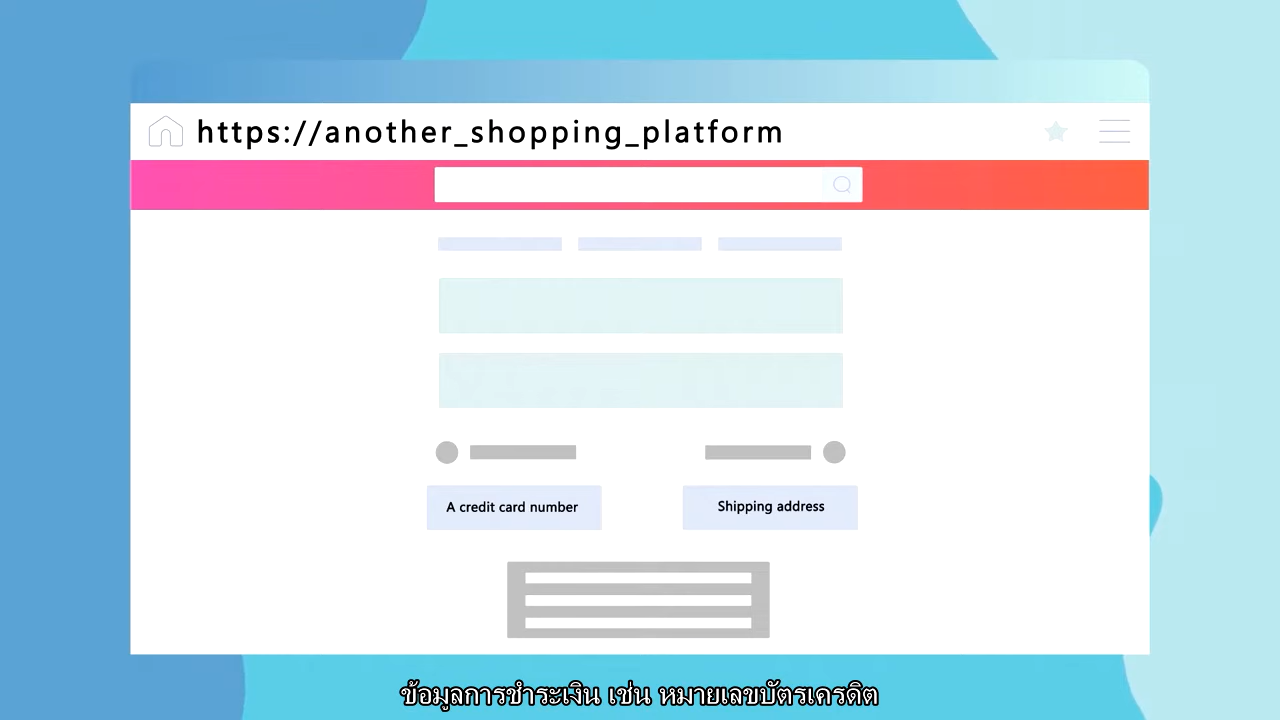 https://another_shopping_platform
A credit card number
Shipping address
ข้อมูลการชำระเงิน เช่น หมายเลขบัตรเครดิต